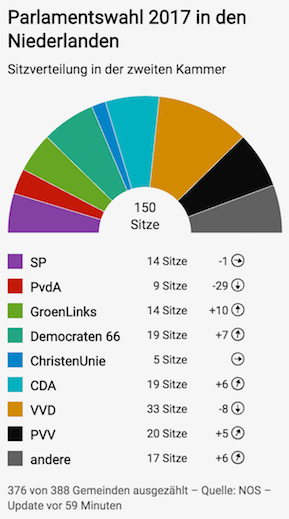 Parlamentswahl 2017 in den
Niederlanden
Sitzverteilung in der zweiten Kammer
150
Sitze
SP 14 Sitze -1
PvdA 9 Sitze -29
GroenLinks 14 Sitze +10
Democraten 66 19 Sitze +7
ChristenUnie 5 Sitze
CDA 19 Sitze +6
VVD 33 Sitze -8
PVV 20 Sitze +5
andere 17 Sitze +6
376 von 388 Gemeinden ausgezählt – Quelle: NOS –
Update vor 59 Minuten